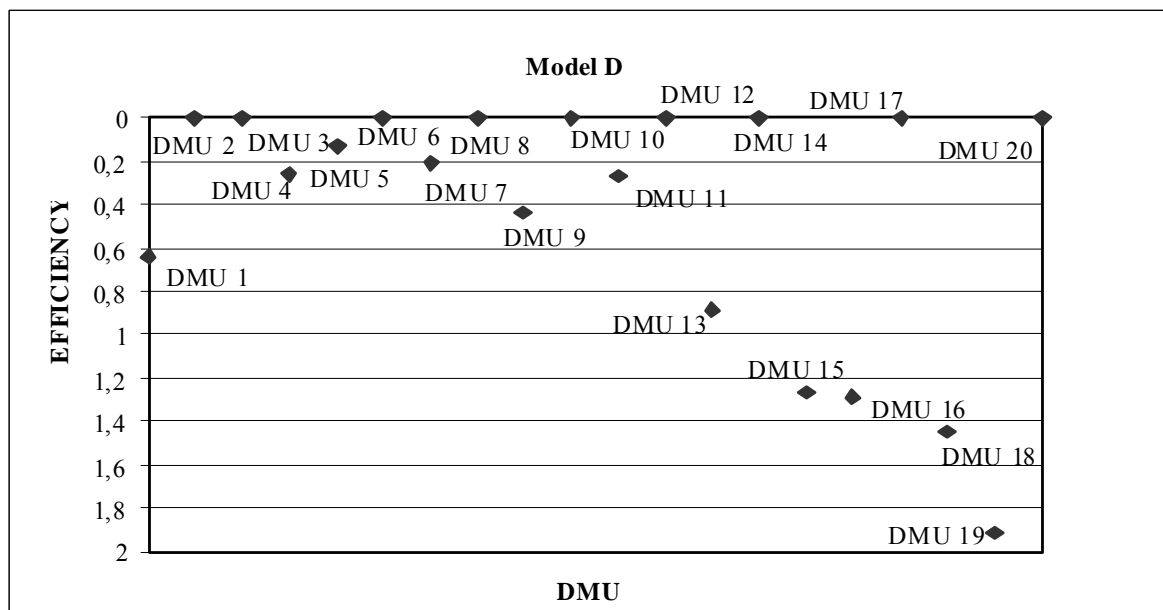 Model D
EFFICIENCY
0
0,2
0,4
0,6
0,8
1
1,2
1,4
1,6
1,8
2
DMU 1
DMU 2
DMU 3
DMU 4
DMU 5
DMU 6
DMU 7
DMU 8
DMU 9
DMU 10
DMU 11
DMU 12
DMU 13
DMU 14
DMU 15
DMU 16
DMU 17
DMU 18
DMU 19
DMU 20
DMU